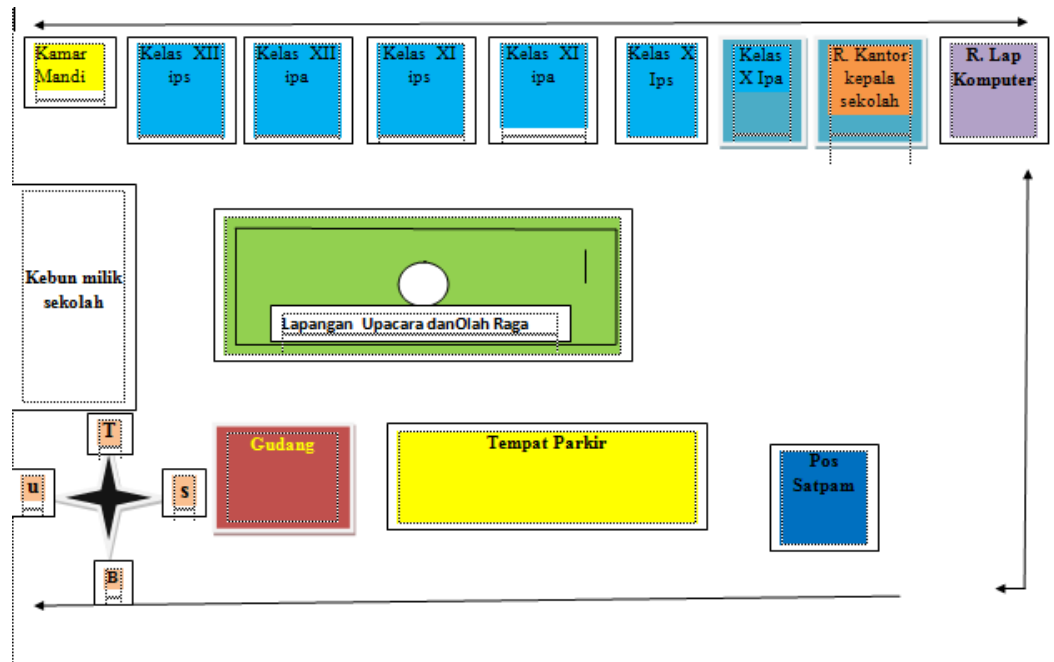 Kamar
Mandi
Kelas XII
ips
Kelas XII
ipa
Kelas XI
ips
Kelas XI
ipa
Kelas X
Ips
Kelas
X Ipa
R. Kantor
kepala
sekolah
R. Lap
Komputer
Kebun milik
sekolah
Lapangan Upacara danOlah Raga
T
u
s
B
Gudang
Tempat Parkir
Pos
Satpam